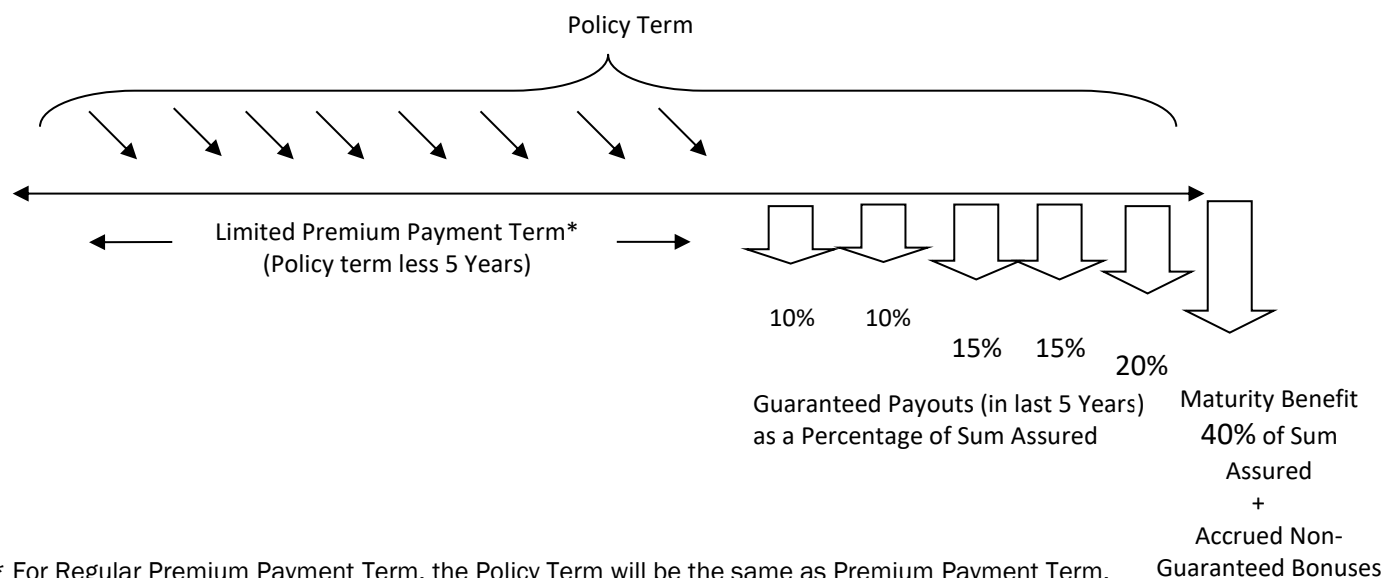 Policy Term
Limited Premium Payment Term*
(Policy term less 5 Years)
10%
10%
15%
15%
20%
Guaranteed Payouts (in last 5 Years)
as a Percentage of Sum Assured
Maturity Benefit
40% of Sum
Assured
+
Accrued Non-
Guaranteed Bonuses
* For Regular Premium Payment Term, the Policy Term will be the same as Premium Payment Term.